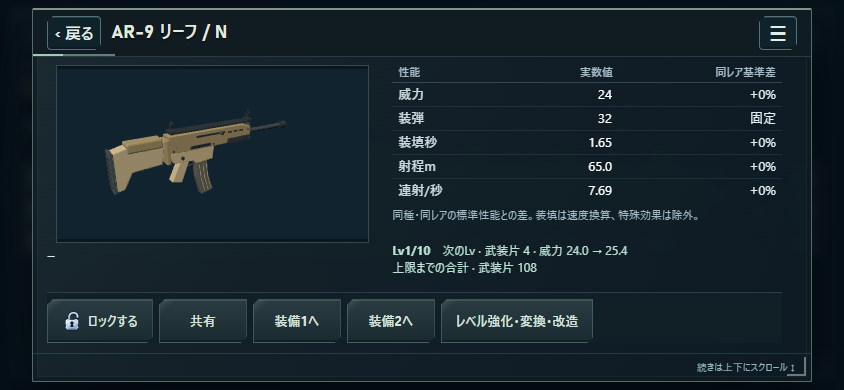 ‹ 戻る AR-9 リーフ / N ☰
性能 実数値 同レア基準差
威力 24 +0%
装弾 32 固定
装填秒 1.65 +0%
射程m 65.0 +0%
連射/秒 7.69 +0%
同種・同レアの標準性能との差。装填は速度換算、特殊効果は除外。
—
Lv1/10 次のLv · 武装片 4 · 威力 24.0 → 25.4
上限までの合計 · 武装片 108
ロックする 共有 装備1へ 装備2へ レベル強化・変換・改造
続きは上下にスクロール ↕